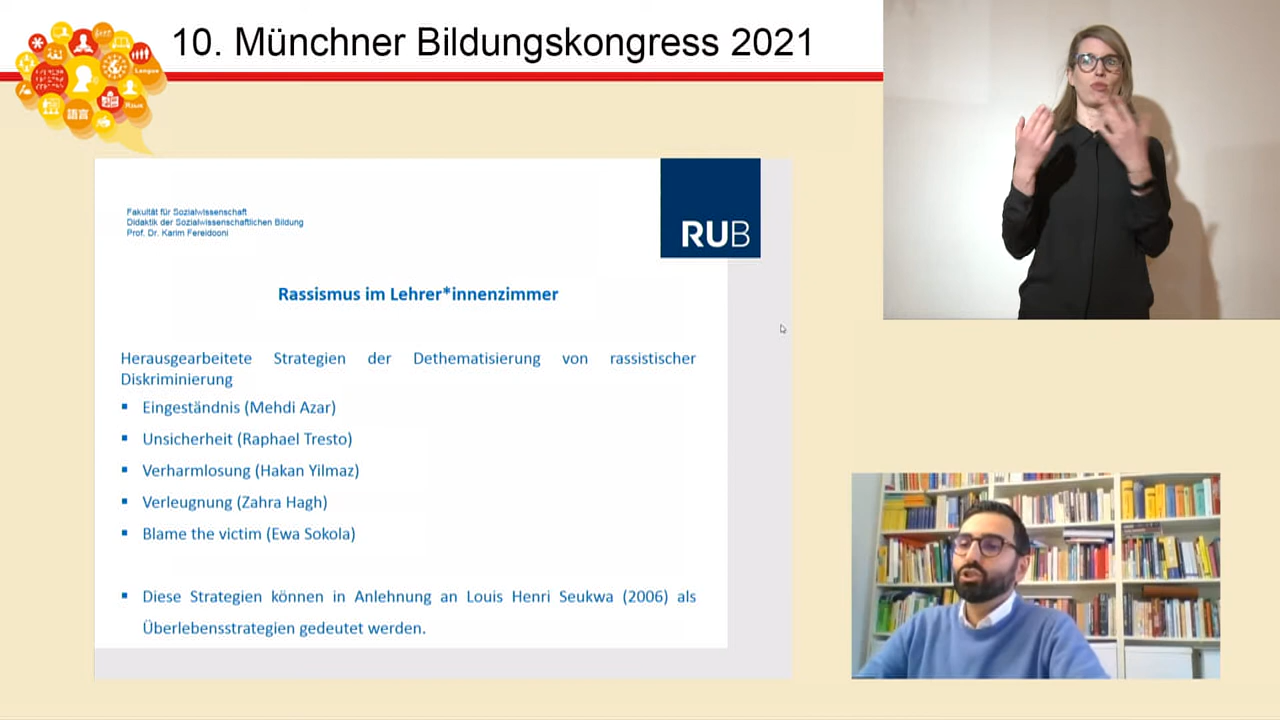 10. Münchner Bildungskongress 2021
Langue
語言
Fakultät für Sozialwissenschaft
Didaktik der Sozialwissenschaftlichen Bildung
Prof. Dr. Karim Fereidooni
RUB
Rassismus im Lehrer*innenzimmer
Herausgearbeitete Strategien der Dethematisierung von rassistischer
Diskriminierung
▪ Eingeständnis (Mehdi Azar)
▪ Unsicherheit (Raphael Tresto)
▪ Verharmlosung (Hakan Yilmaz)
▪ Verleugnung (Zahra Hagh)
▪ Blame the victim (Ewa Sokola)
▪ Diese Strategien können in Anlehnung an Louis Henri Seukwa (2006) als
Überlebensstrategien gedeutet werden.